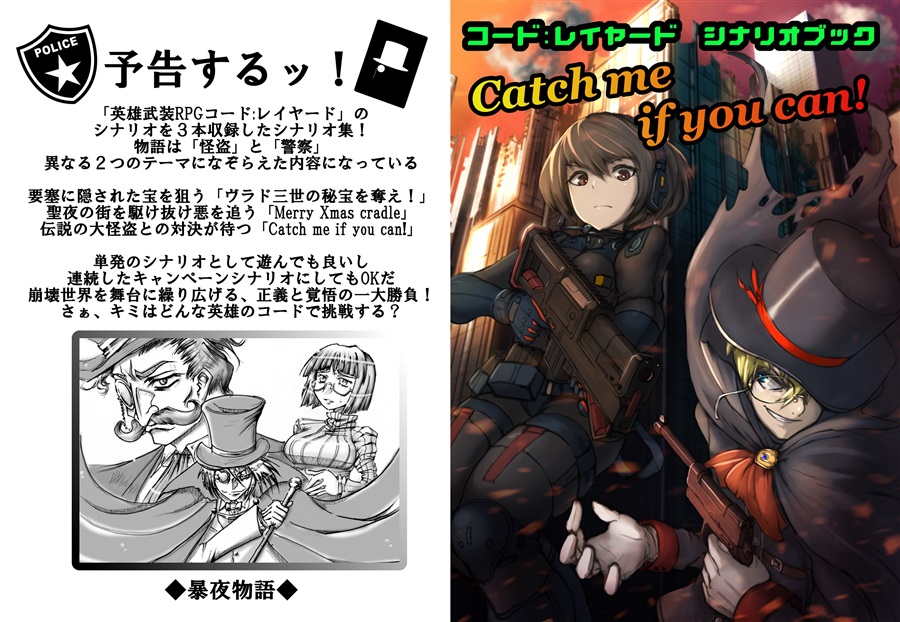 POLICE
予告するッ！
「英雄武装RPGコード:レイヤード」の
シナリオを３本収録したシナリオ集！
物語は「怪盗」と「警察」
異なる２つのテーマになぞらえた内容になっている
要塞に隠された宝を狙う「ヴラド三世の秘宝を奪え！」
聖夜の街を駆け抜け悪を追う「Merry Xmas cradle」
伝説の大怪盗との対決が待つ「Catch me if you can!」
単発のシナリオとして遊んでも良いし
連続したキャンペーンシナリオにしてもOKだ
崩壊世界を舞台に繰り広げる、正義と覚悟の一大勝負！
さぁ、キミはどんな英雄のコードで挑戦する？
◆暴夜物語◆
コード:レイヤード シナリオブック
Catch me
if you can!